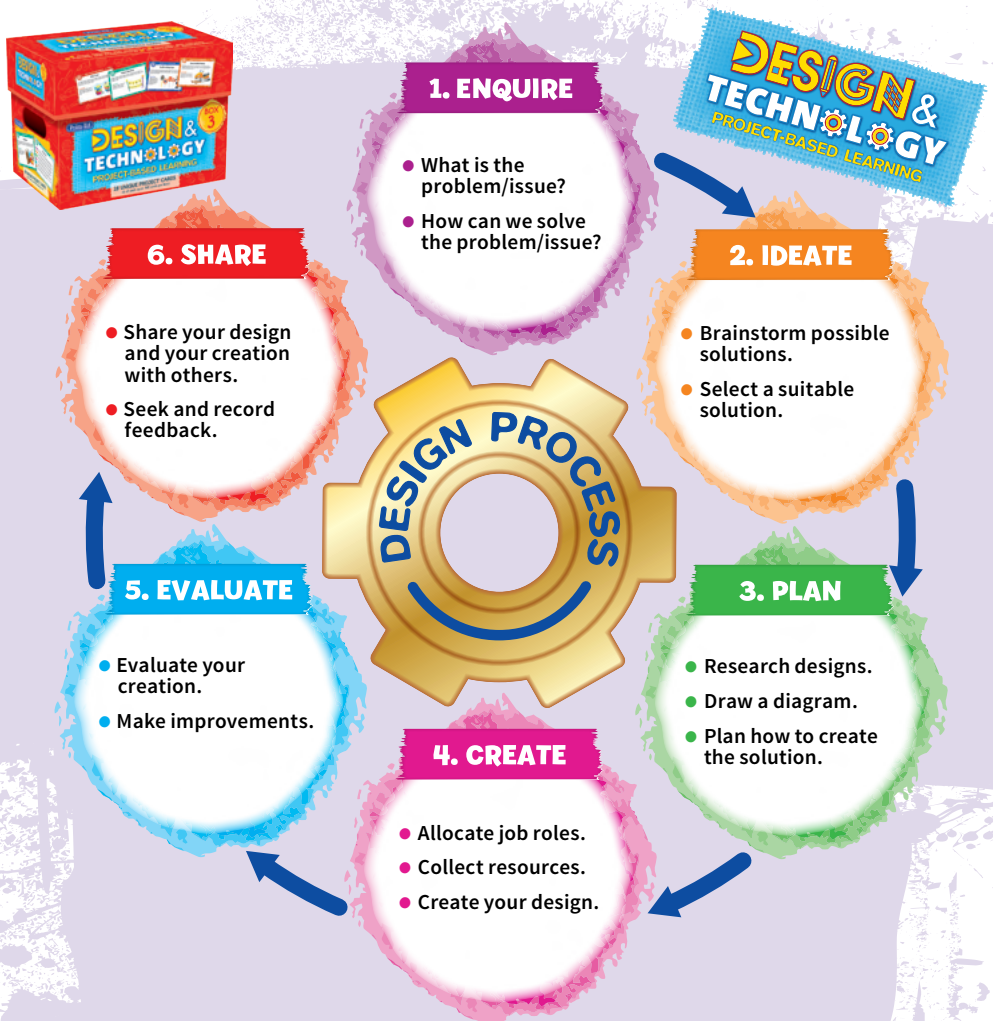 DESIGN &
TECHNOLOGY
PROJECT-BASED LEARNING
BOX
3
DESIGN &
TECHNOLOGY
PROJECT-BASED LEARNING
1. ENQUIRE
What is the
problem/issue?
How can we solve
the problem/issue?
2. IDEATE
Brainstorm possible
solutions.
Select a suitable
solution.
3. PLAN
Research designs.
Draw a diagram.
Plan how to create
the solution.
4. CREATE
Allocate job roles.
Collect resources.
Create your design.
5. EVALUATE
Evaluate your
creation.
Make improvements.
6. SHARE
Share your design
and your creation
with others.
Seek and record
feedback.
DESIGN PROCESS